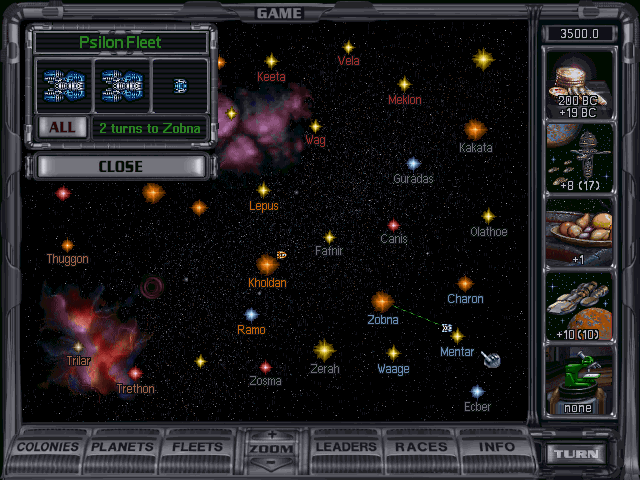 GAME
Psilon Fleet
3500.0
Vela
Keeta
Meklon
200 BC
+19 BC
ALL
2 turns to Zobna
Vag
Kakata
CLOSE
Guradas
+8 (17)
Lepus
Olathoe
Canis
Fafnir
Thuggon
+1
Kholdan
Charon
Zobna
Ramo
+10 (10)
Mentar
Trilar
Zerah
Waage
Zosma
Trethon
Ecber
none
COLONIES
PLANETS
FLEETS
ZOOM
LEADERS
RACES
INFO
TURN